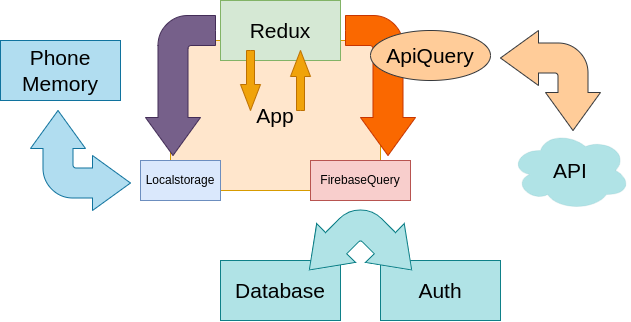 Redux
Phone
Memory
ApiQuery
App
API
Localstorage
FirebaseQuery
Database
Auth